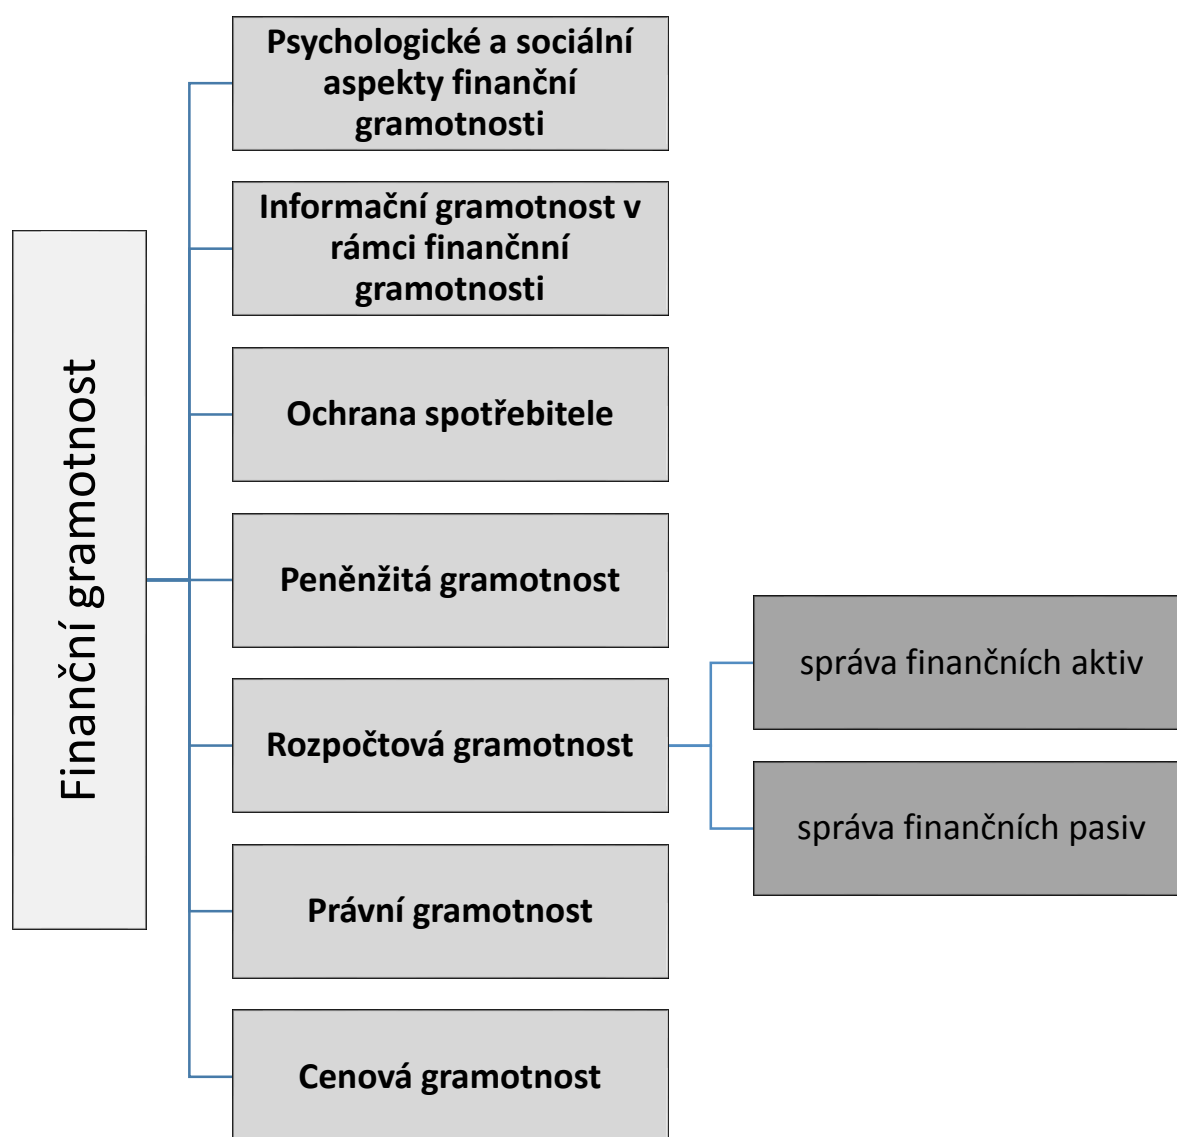 Finanční gramotnost
Psychologické a sociální
aspekty finanční
gramotnosti
Informační gramotnost v
rámci finančnní
gramotnosti
Ochrana spotřebitele
Peněnžitá gramotnost
Rozpočtová gramotnost
správa finančních aktiv
správa finančních pasiv
Právní gramotnost
Cenová gramotnost